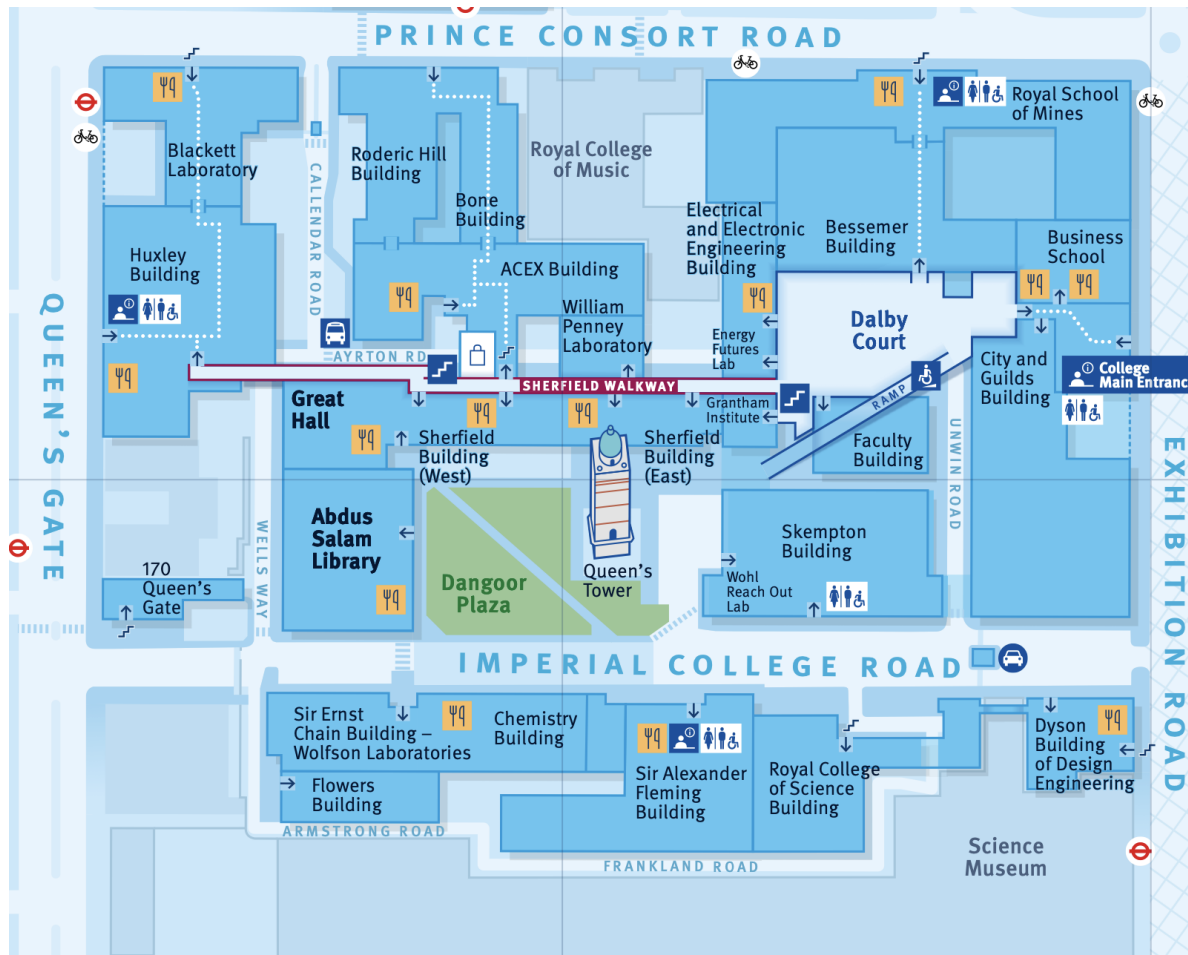 PRINCE CONSORT ROAD
Blackett
Laboratory
CALLENDAR ROAD
Roderic Hill
Building
Bone
Building
Royal College
of Music
Royal School
of Mines
Electrical
and Electronic
Engineering
Building
Bessemer
Building
Business
School
Huxley
Building
ACEX Building
William
Penney
Laboratory
Energy
Futures
Lab
Dalby
Court
QUEEN'S GATE
AYRTON RD
SHERFIELD WALKWAY
Grantham
Institute
RAMP
City and
Guilds
Building
College
Main Entranc
Great
Hall
Sherfield
Building
(West)
Sherfield
Building
(East)
Faculty
Building
UNWIN ROAD
EXHIBITION ROAD
Abdus
Salam
Library
WELLS WAY
Dangoor
Plaza
Queen's
Tower
Skempton
Building
Wohl
Reach Out
Lab
170
Queen's
Gate
IMPERIAL COLLEGE ROAD
Sir Ernst
Chain Building –
Wolfson Laboratories
Chemistry
Building
Flowers
Building
Sir Alexander
Fleming
Building
Royal College
of Science
Building
Dyson
Building
of Design
Engineering
ARMSTRONG ROAD
FRANKLAND ROAD
Science
Museum